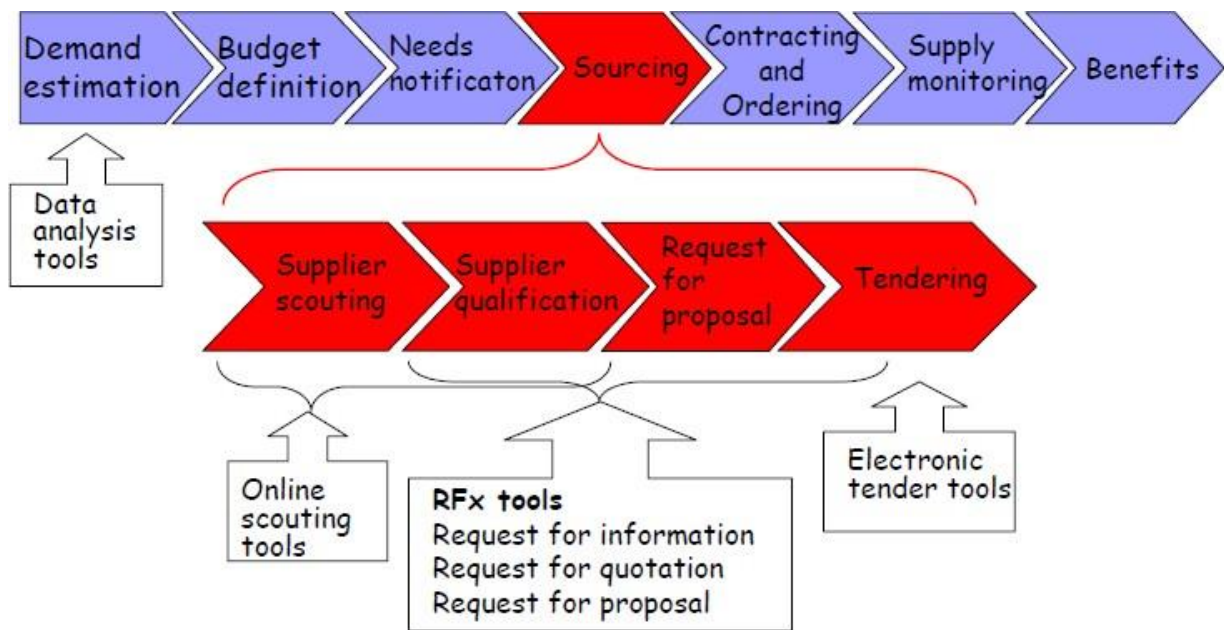 Demand
estimation
Budget
definition
Needs
notificaton
Sourcing
Contracting
and
Ordering
Supply
monitoring
Benefits
Data
analysis
tools
Supplier
scouting
Supplier
qualification
Request
for
proposal
Tendering
Online
scouting
tools
RFx tools
Request for information
Request for quotation
Request for proposal
Electronic
tender tools